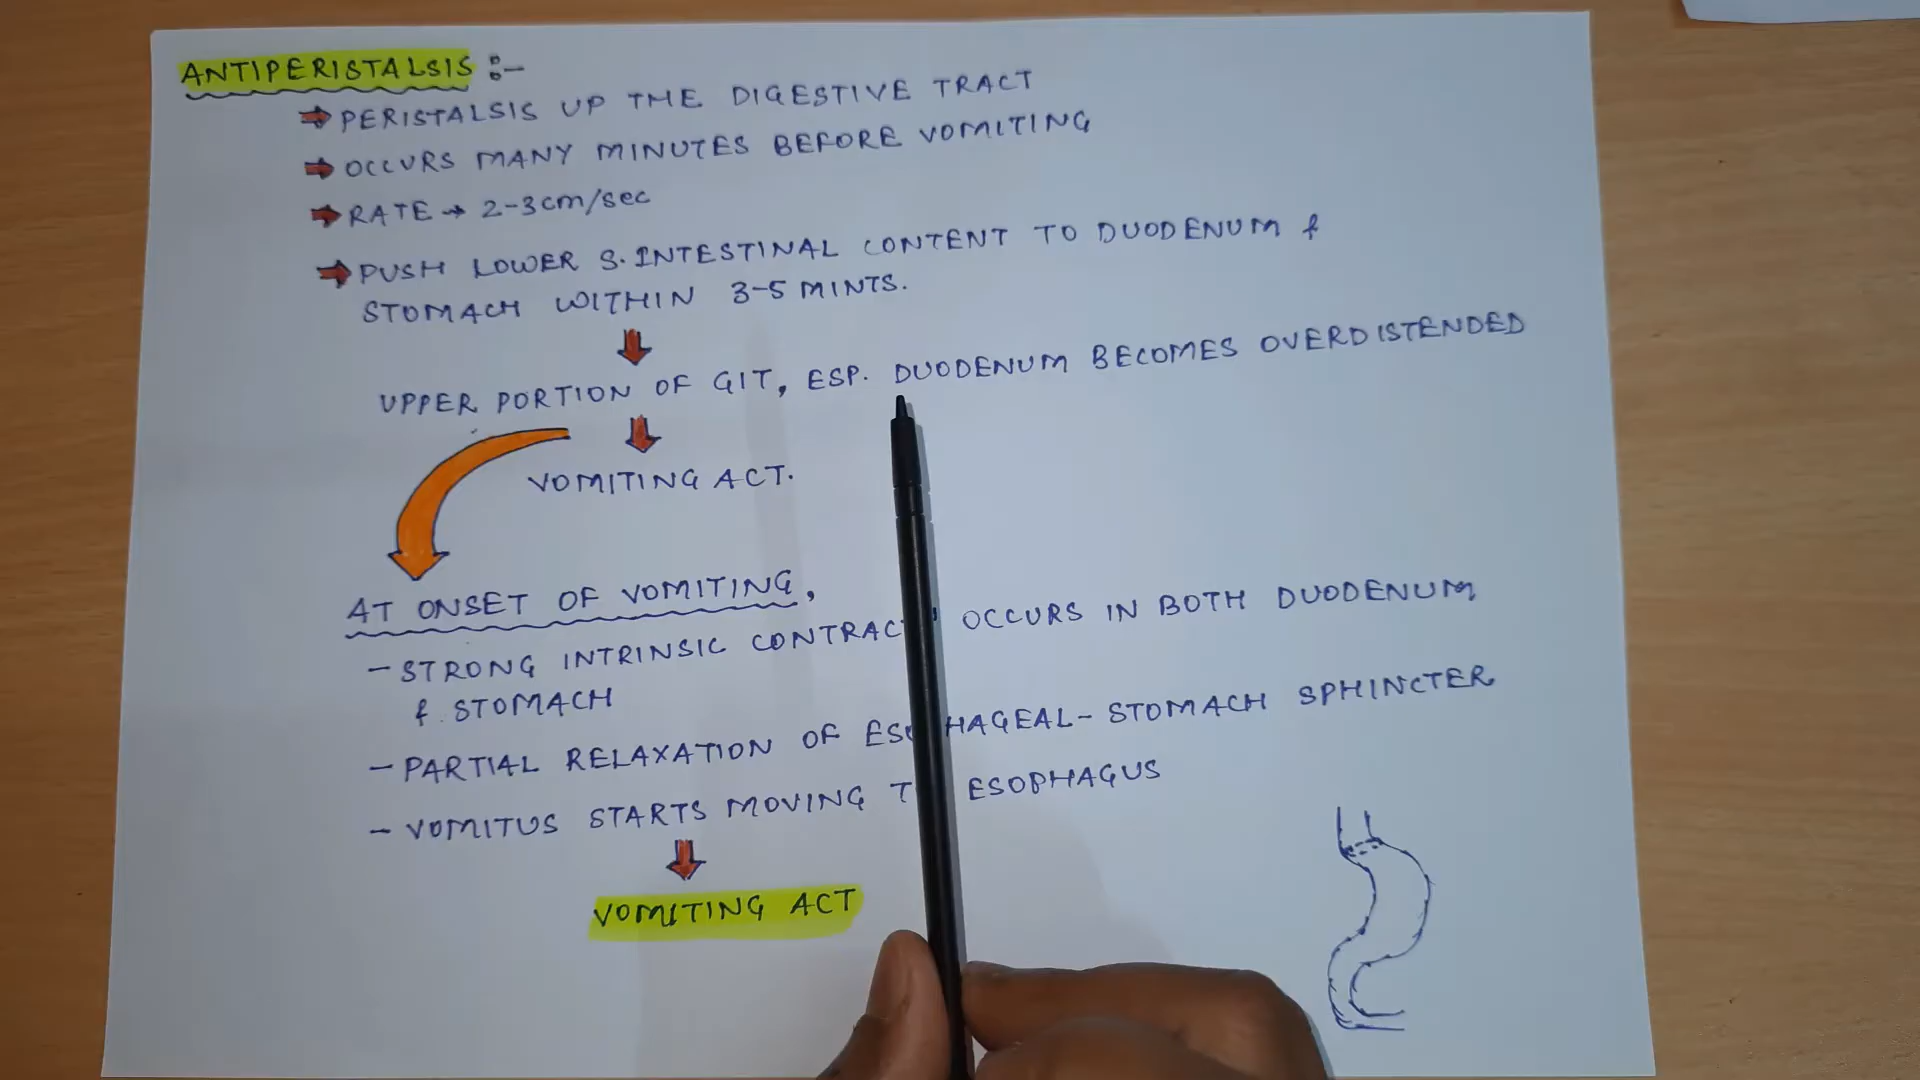 ANTIPERISTALSIS :-
PERISTALSIS UP THE DIGESTIVE TRACT
OCCURS MANY MINUTES BEFORE VOMITING
RATE → 2-3cm/sec
PUSH LOWER S. INTESTINAL CONTENT TO DUODENUM &
STOMACH WITHIN 3-5 MINTS.
UPPER PORTION OF GIT, ESP. DUODENUM BECOMES OVERDISTENDED
VOMITING ACT.
AT ONSET OF VOMITING,
- STRONG INTRINSIC OCCURS IN BOTH DUODENUM
& STOMACH
- PARTIAL RELAXATION OF STOMACH SPHINCTER
- VOMITUS STARTS MOVING ESOPHAGUS
VOMITING ACT